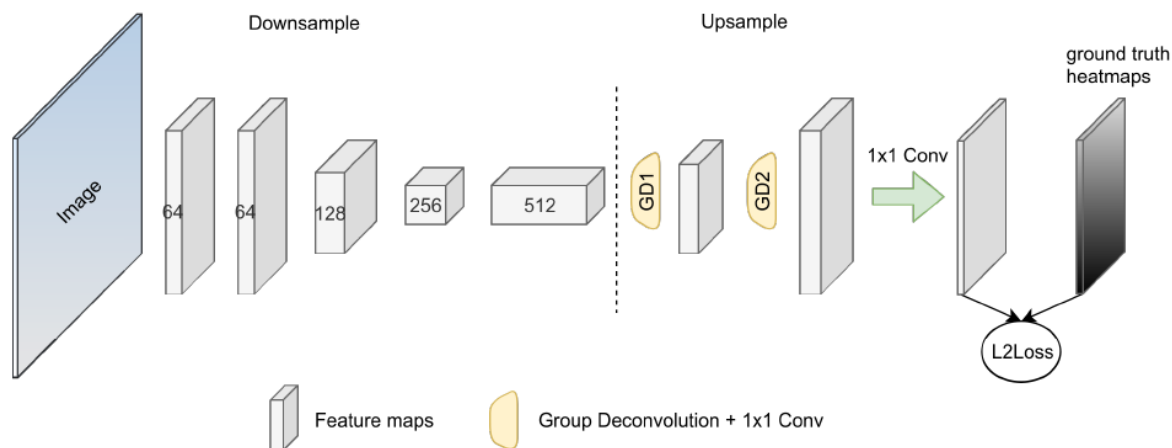 Downsample
Upsample
ground truth
heatmaps
Image
64
64
128
256
512
GD1
GD2
1x1 Conv
L2Loss
Feature maps
Group Deconvolution + 1x1 Conv